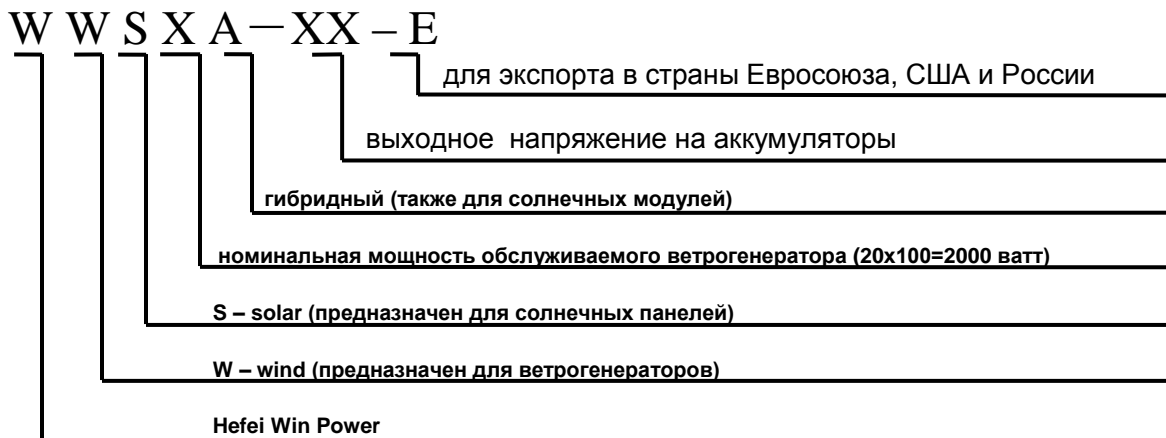 W W S X A – XX – E
для экспорта в страны Евросоюза, США и России
выходное напряжение на аккумуляторы
гибридный (также для солнечных модулей)
номинальная мощность обслуживаемого ветрогенератора (20x100=2000 ватт)
S – solar (предназначен для солнечных панелей)
W – wind (предназначен для ветрогенераторов)
Hefei Win Power